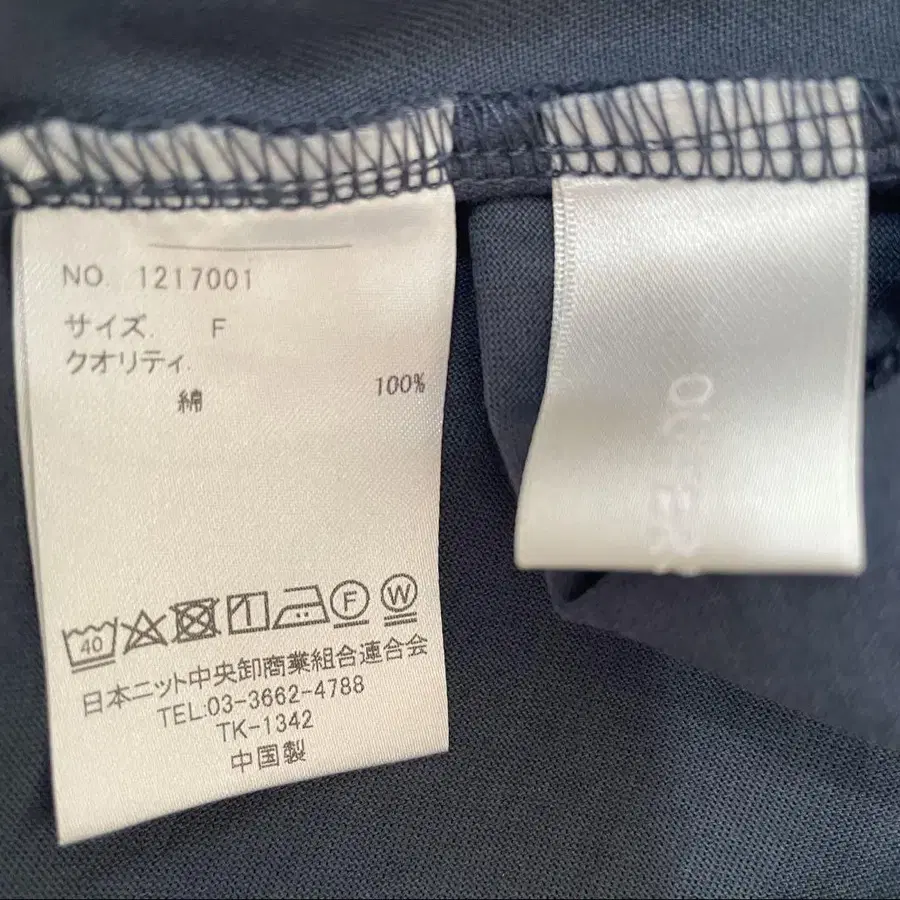 NO. 1217001
サイズ. F
クオリティ.
綿 100%
40 F W
日本ニット中央卸商業組合連合会
TEL.03-3662-4788
TK-1342
中国製